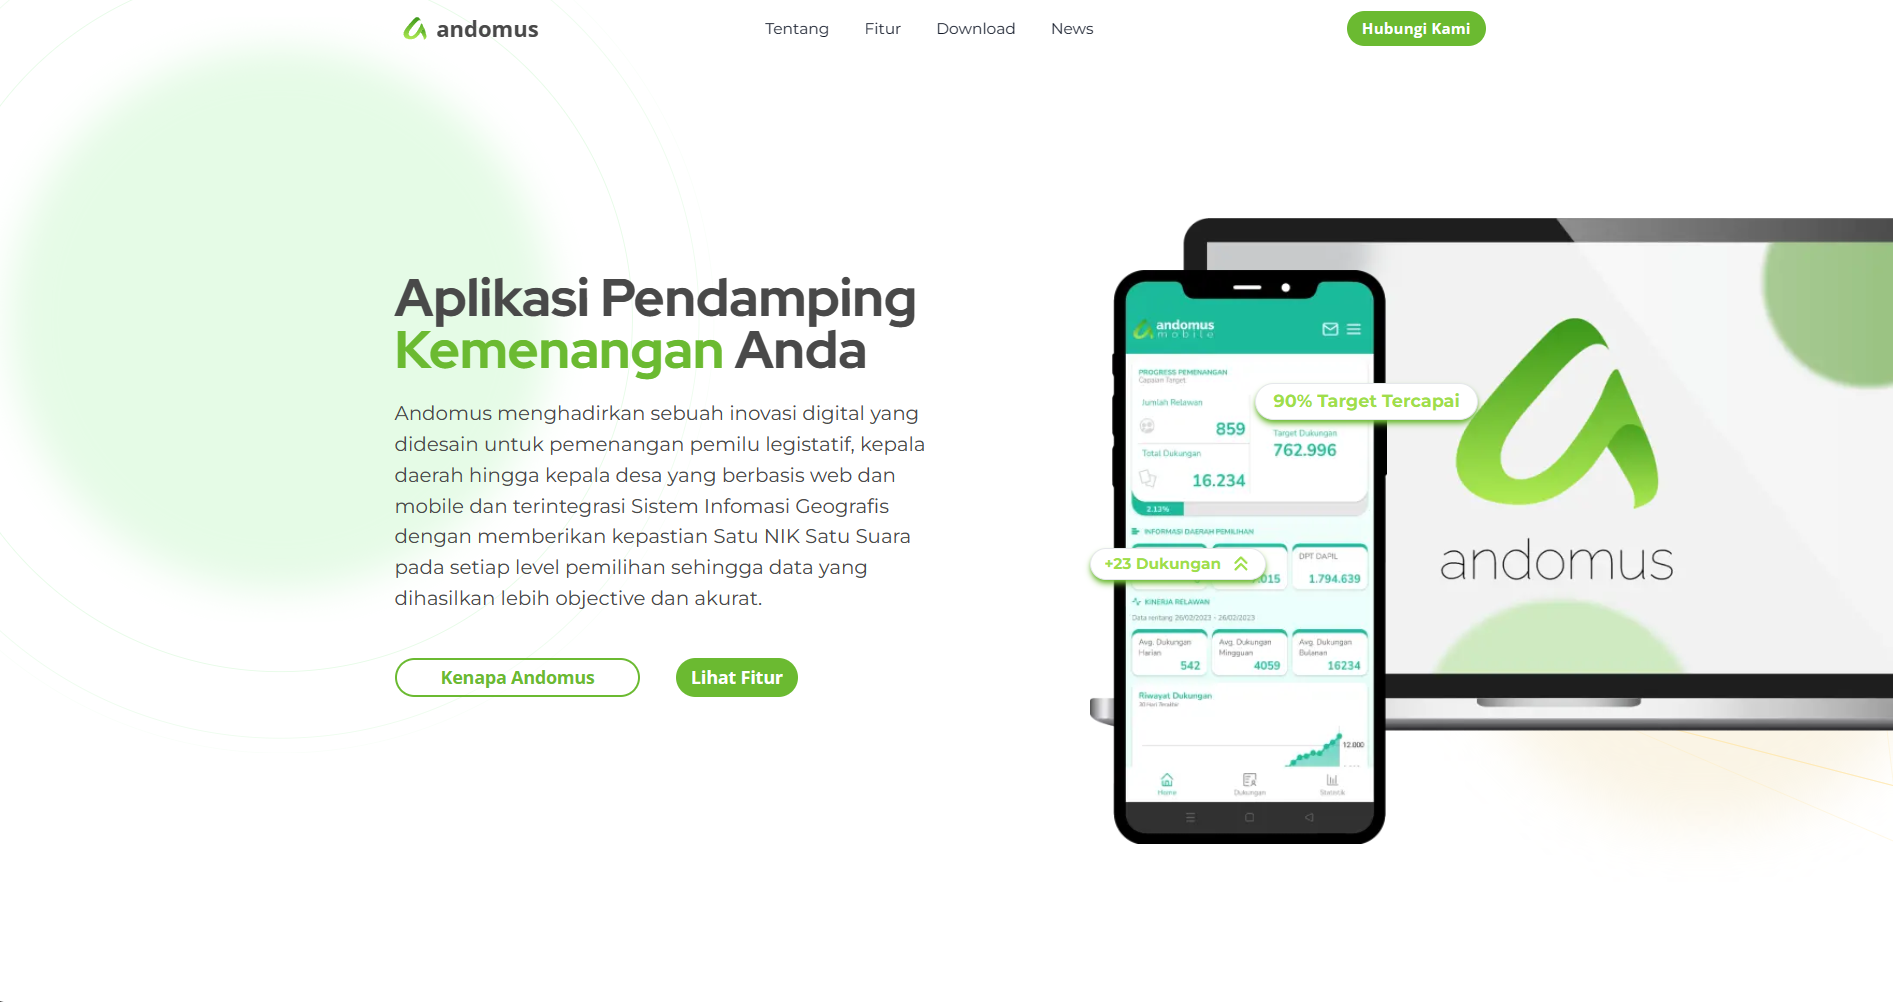 andomus
Tentang
Fitur
Download
News
Hubungi Kami
Aplikasi Pendamping
Kemenangan Anda
Andomus menghadirkan sebuah inovasi digital yang
didesain untuk pemenangan pemilu legistatif, kepala
daerah hingga kepala desa yang berbasis web dan
mobile dan terintegrasi Sistem Infomasi Geografis
dengan memberikan kepastian Satu NIK Satu Suara
pada setiap level pemilihan sehingga data yang
dihasilkan lebih objective dan akurat.
Kenapa Andomus
Lihat Fitur
andomus
mobile
PROGRESS PEMENANGAN
Capaian Target
Jumlah Relawan
859
Total Dukungan
16.234
90% Target Tercapai
Target Dukungan
762.996
2.13%
INFORMASI DAERAH PEMILIHAN
+23 Dukungan
.015
DPT DAPIL
1.794.639
KINERJA RELAWAN
Data rentang 26/02/2023 - 26/02/2023
Avg. Dukungan
Harian
542
Avg. Dukungan
Mingguan
4059
Avg. Dukungan
Bulanan
16234
Riwayat Dukungan
30 Hari Terakhir
12.000
Home
Dukungan
Statistik
andomus